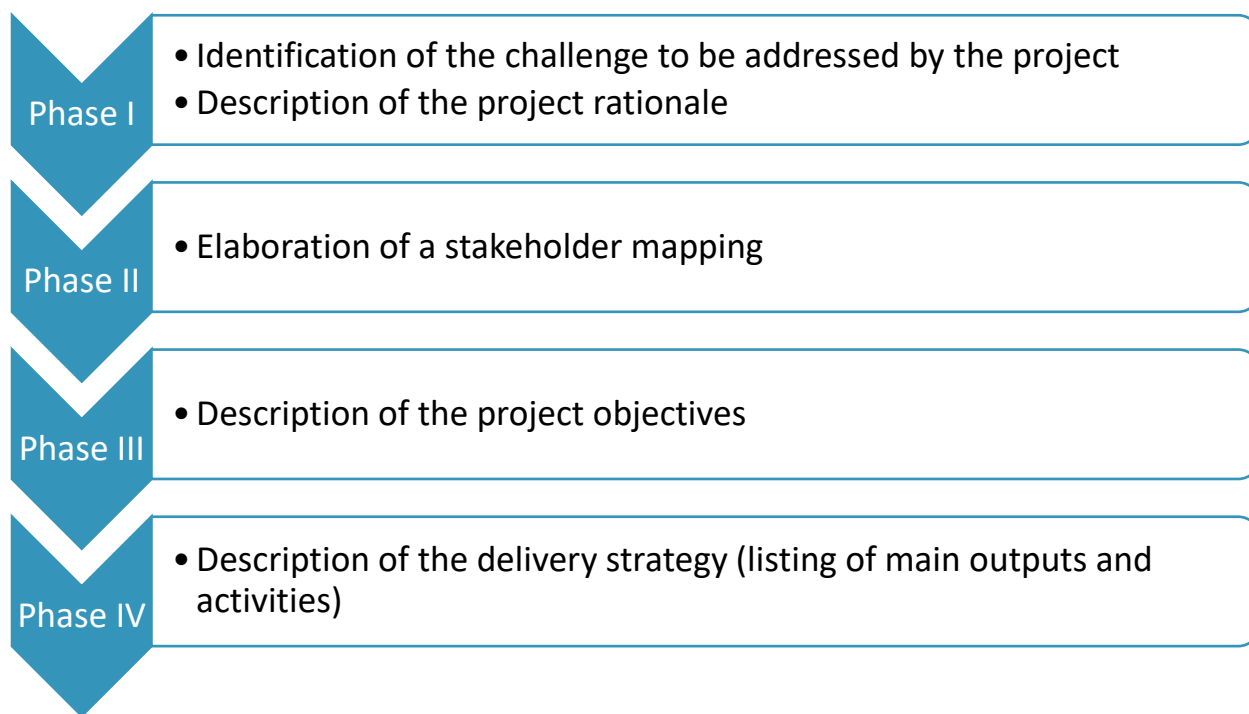 Phase I
• Identification of the challenge to be addressed by the project
• Description of the project rationale
Phase II
• Elaboration of a stakeholder mapping
Phase III
• Description of the project objectives
Phase IV
• Description of the delivery strategy (listing of main outputs and
activities)